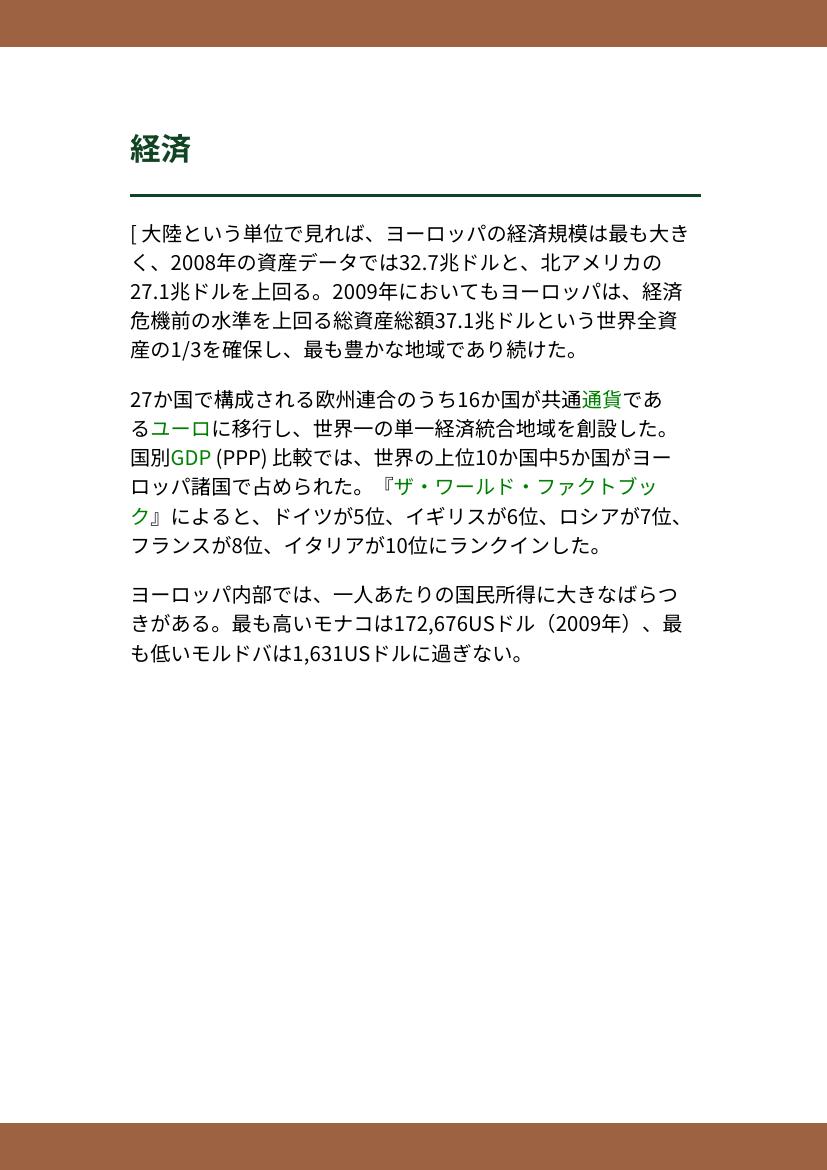 経済
[ 大陸という単位で見れば、ヨーロッパの経済規模は最も大き
く、2008年の資産データでは32.7兆ドルと、北アメリカの
27.1兆ドルを上回る。2009年においてもヨーロッパは、経済
危機前の水準を上回る総資産総額37.1兆ドルという世界全資
産の1/3を確保し、最も豊かな地域であり続けた。
27か国で構成される欧州連合のうち16か国が共通通貨であ
るユーロに移行し、世界一の単一経済統合地域を創設した。
国別GDP (PPP) 比較では、世界の上位10か国中5か国がヨー
ロッパ諸国で占められた。『ザ・ワールド・ファクトブッ
ク』によると、ドイツが5位、イギリスが6位、ロシアが7位、
フランスが8位、イタリアが10位にランクインした。
ヨーロッパ内部では、一人あたりの国民所得に大きなばらつ
きがある。最も高いモナコは172,676USドル（2009年）、最
も低いモルドバは1,631USドルに過ぎない。